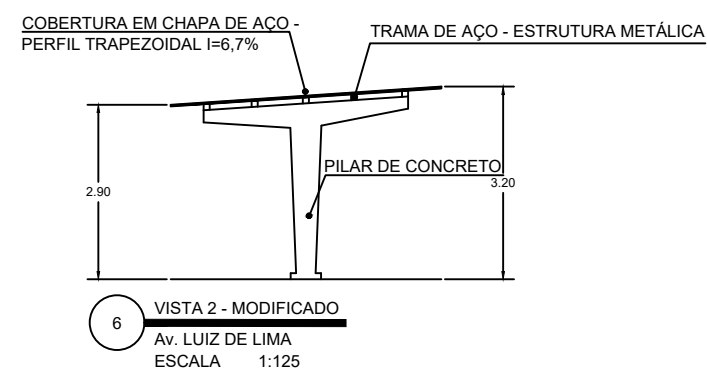 COBERTURA EM CHAPA DE AÇO -
PERFIL TRAPEZOIDAL I=6,7%
TRAMA DE AÇO - ESTRUTURA METÁLICA
PILAR DE CONCRETO
2.90
3.20
6
VISTA 2 - MODIFICADO
Av. LUIZ DE LIMA
ESCALA 1:125